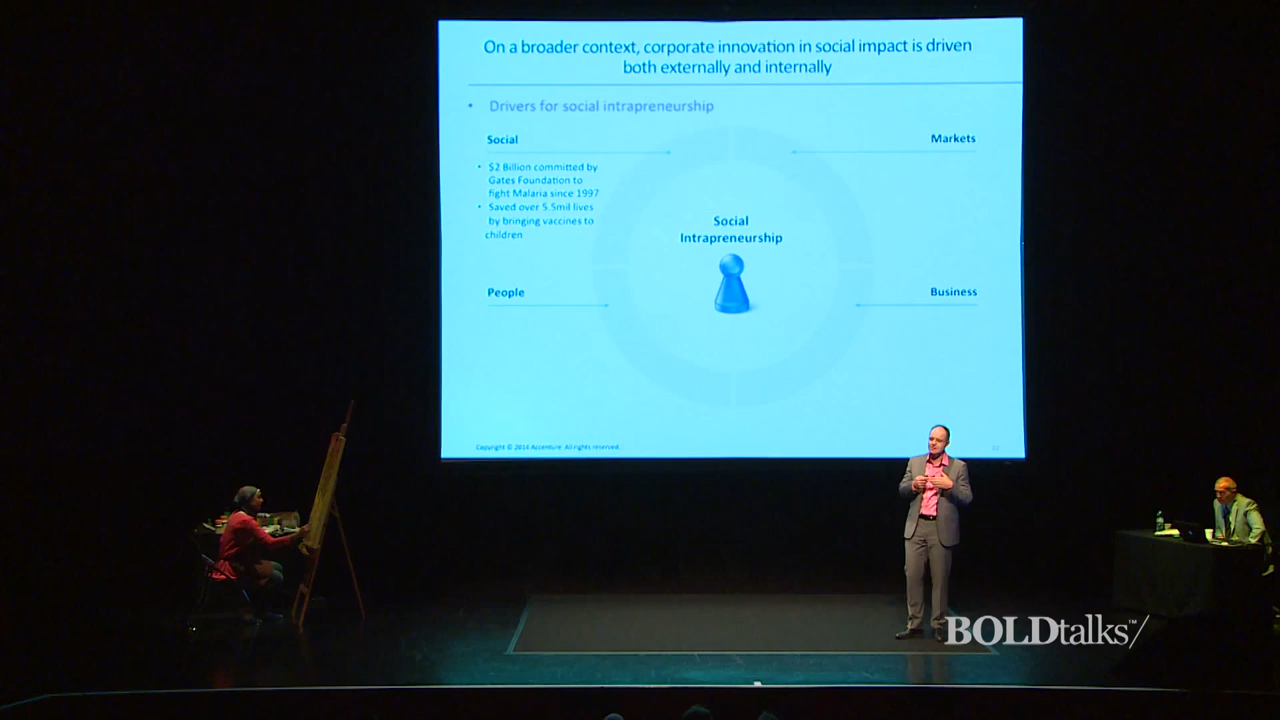 On a broader context, corporate innovation in social impact is driven
both externally and internally
• Drivers for social intrapreneurship
Social
• $2 Billion committed by
Gates Foundation to
fight Malaria since 1997
• Saved over 5.5mil lives
by bringing vaccines to
children
Markets
Social
Intrapreneurship
People
Business
Copyright © 2014 Accenture. All rights reserved.
BOLDtalks™/